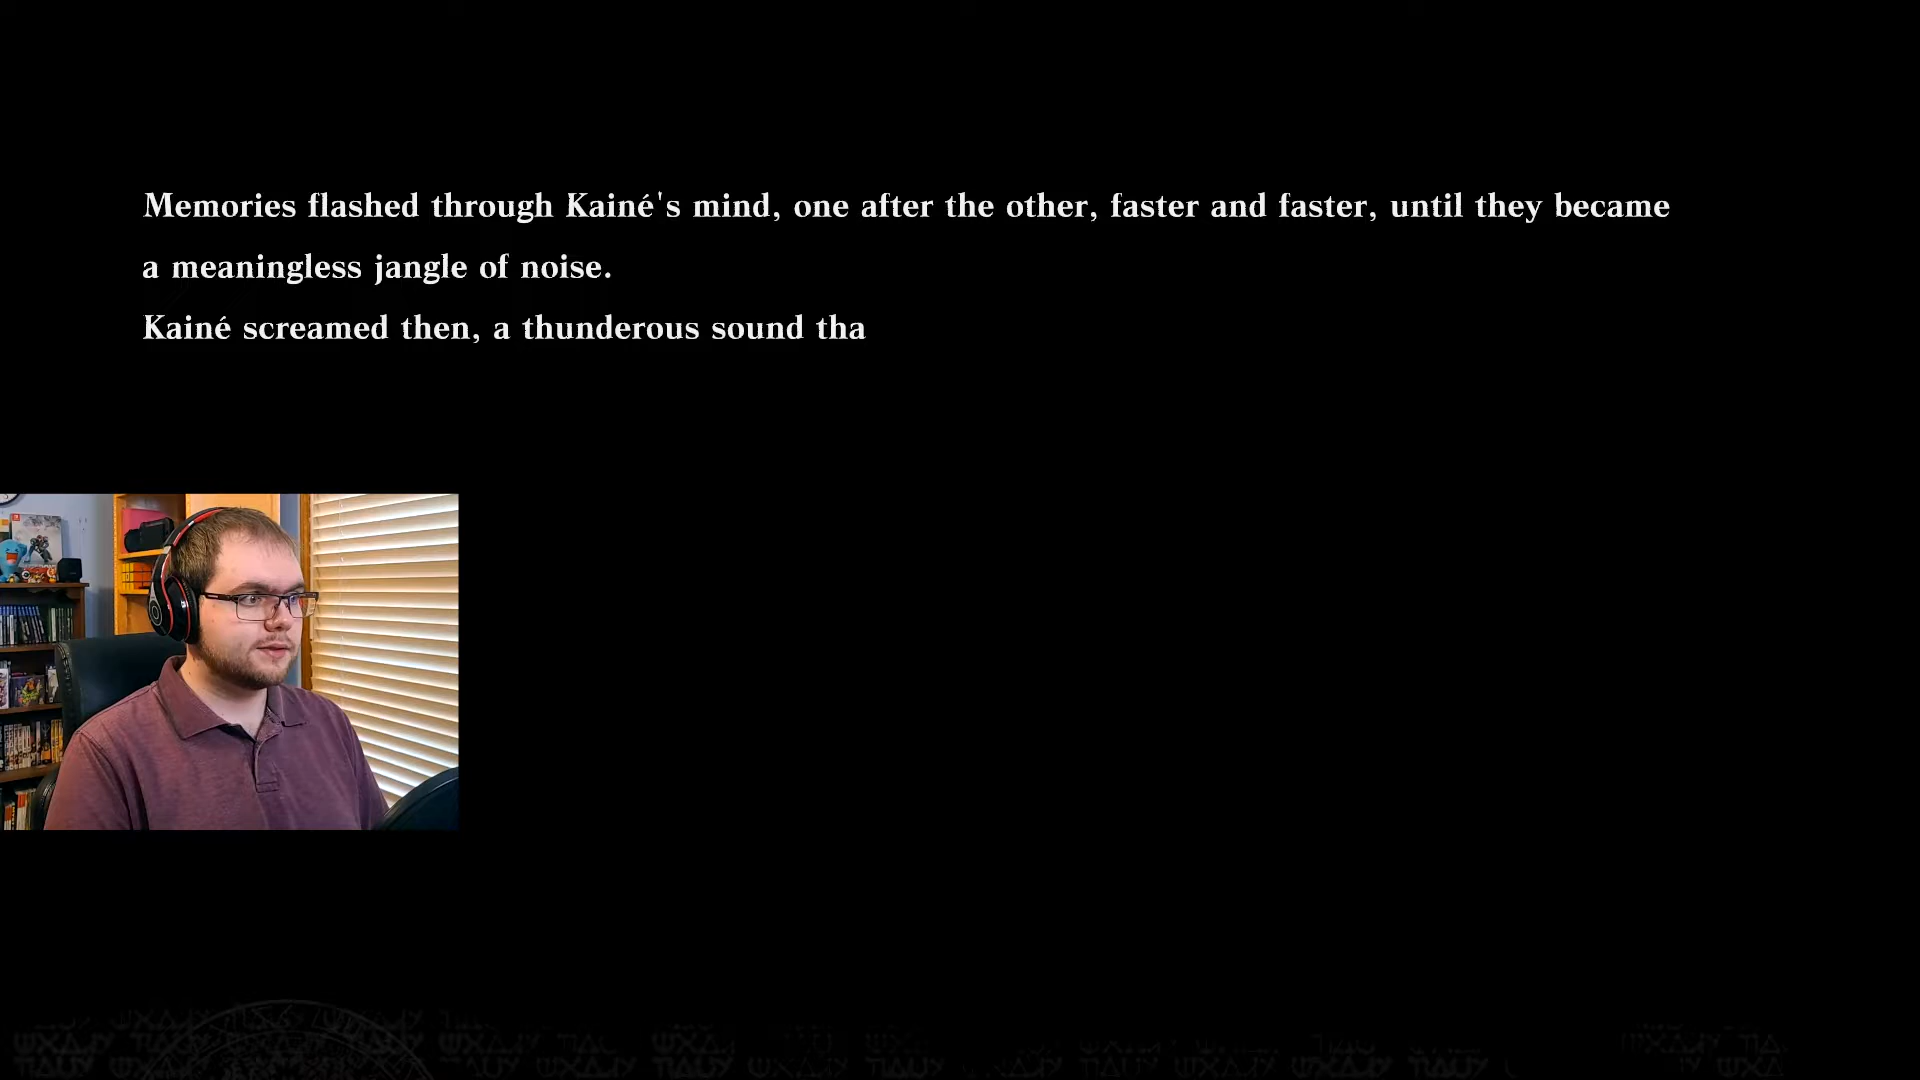 Memories flashed through Kainé's mind, one after the other, faster and faster, until they became
a meaningless jangle of noise.
Kainé screamed then, a thunderous sound tha